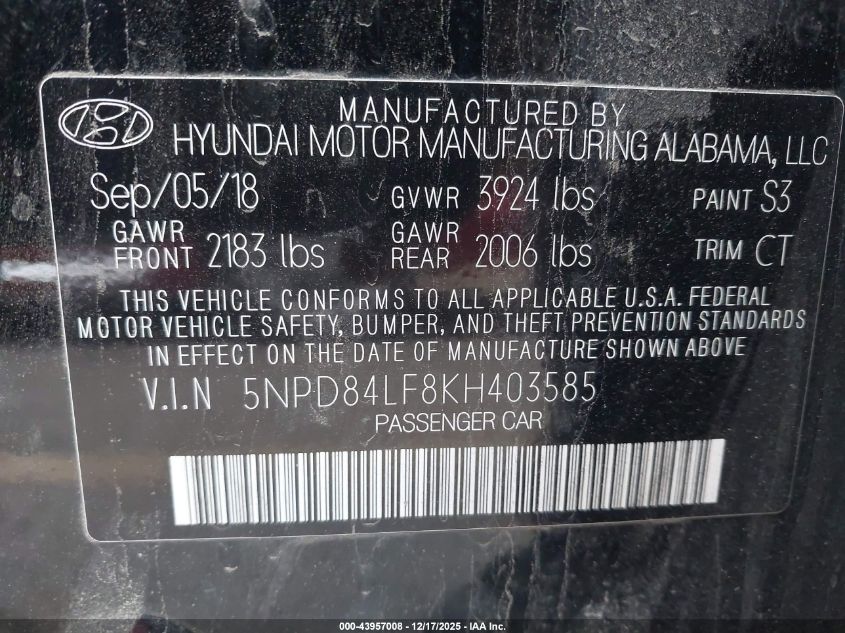 MANUFACTURED BY
HYUNDAI MOTOR MANUFACTURING ALABAMA, LLC
Sep/05/18 GVWR 3924 lbs PAINT S3
GAWR FRONT 2183 lbs GAWR REAR 2006 lbs TRIM CT
THIS VEHICLE CONFORMS TO ALL APPLICABLE U.S.A. FEDERAL
MOTOR VEHICLE SAFETY, BUMPER, AND THEFT PREVENTION STANDARDS
IN EFFECT ON THE DATE OF MANUFACTURE SHOWN ABOVE
V.I.N 5NPD84LF8KH403585
PASSENGER CAR
000-43957008 - 12/17/2025 - IAA Inc.